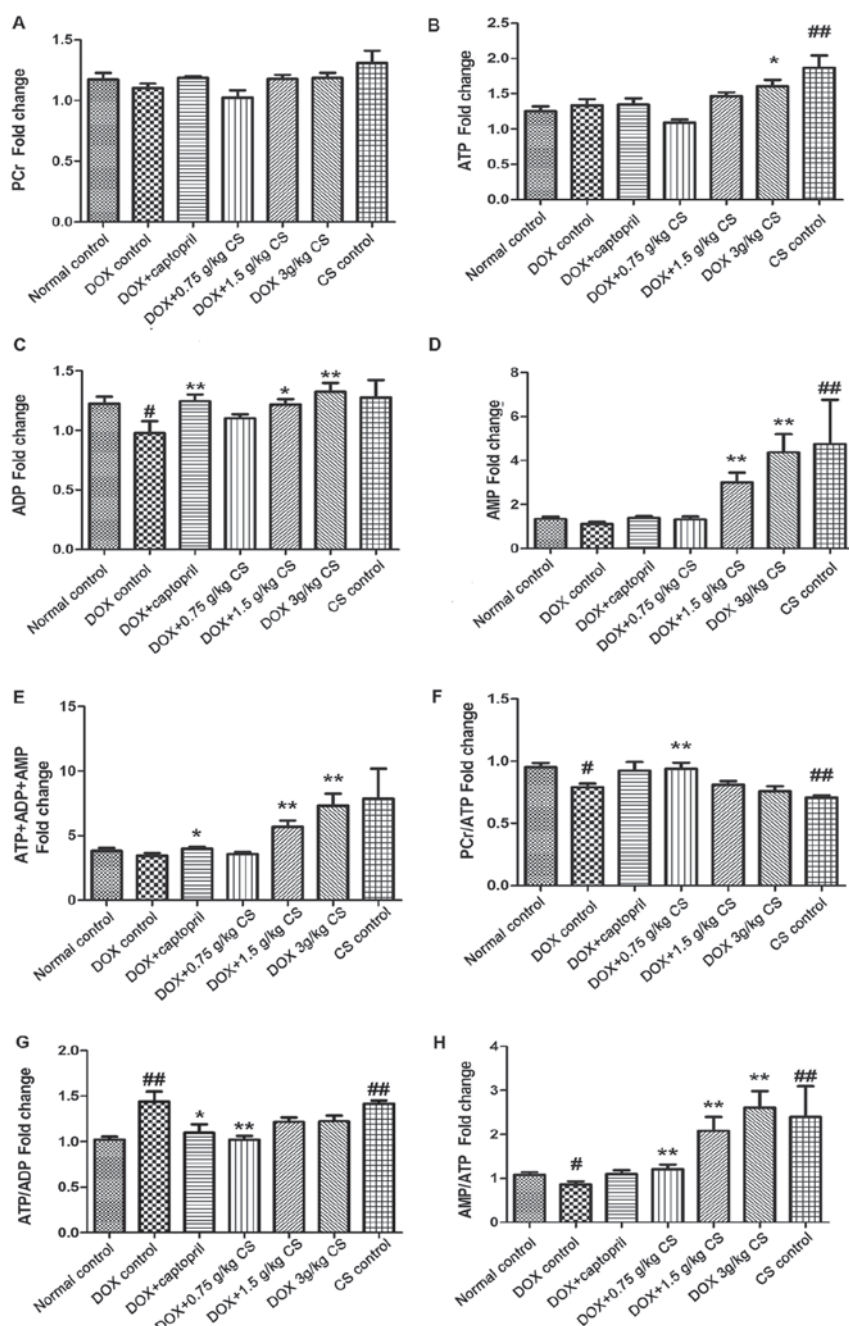 A
PCr Fold change
1.5
1.0
0.5
0.0
Normal control
DOX control
DOX+captopril
DOX+0.75 g/kg CS
DOX+1.5 g/kg CS
DOX 3g/kg CS
CS control
B
ATP Fold change
2.5
2.0
1.5
1.0
0.5
0.0
*
##
Normal control
DOX control
DOX+captopril
DOX+0.75 g/kg CS
DOX+1.5 g/kg CS
DOX 3g/kg CS
CS control
C
ADP Fold change
1.5
1.0
0.5
0.0
#
**
*
**
Normal control
DOX control
DOX+captopril
DOX+0.75 g/kg CS
DOX+1.5 g/kg CS
DOX 3g/kg CS
CS control
D
AMP Fold change
8
6
4
2
0
**
**
##
Normal control
DOX control
DOX+captopril
DOX+0.75 g/kg CS
DOX+1.5 g/kg CS
DOX 3g/kg CS
CS control
E
ATP+ADP+AMP
Fold change
15
10
5
0
*
**
**
Normal control
DOX control
DOX+captopril
DOX+0.75 g/kg CS
DOX+1.5 g/kg CS
DOX 3g/kg CS
CS control
F
PCr/ATP Fold change
1.5
1.0
0.5
0.0
#
**
##
Normal control
DOX control
DOX+captopril
DOX+0.75 g/kg CS
DOX+1.5 g/kg CS
DOX 3g/kg CS
CS control
G
ATP/ADP Fold change
2.0
1.5
1.0
0.5
0.0
##
*
**
##
Normal control
DOX control
DOX+captopril
DOX+0.75 g/kg CS
DOX+1.5 g/kg CS
DOX 3g/kg CS
CS control
H
AMP/ATP Fold change
4
3
2
1
0
#
**
**
**
##
Normal control
DOX control
DOX+captopril
DOX+0.75 g/kg CS
DOX+1.5 g/kg CS
DOX 3g/kg CS
CS control